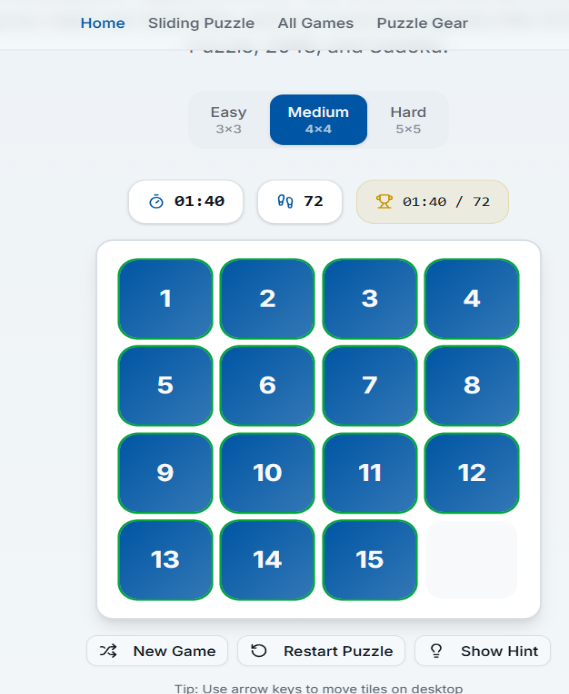 Home Sliding Puzzle All Games Puzzle Gear
Easy Medium Hard
3×3 4×4 5×5
01:40 72 01:40 / 72
1 2 3 4
5 6 7 8
9 10 11 12
13 14 15
New Game Restart Puzzle Show Hint
Tip: Use arrow keys to move tiles on desktop